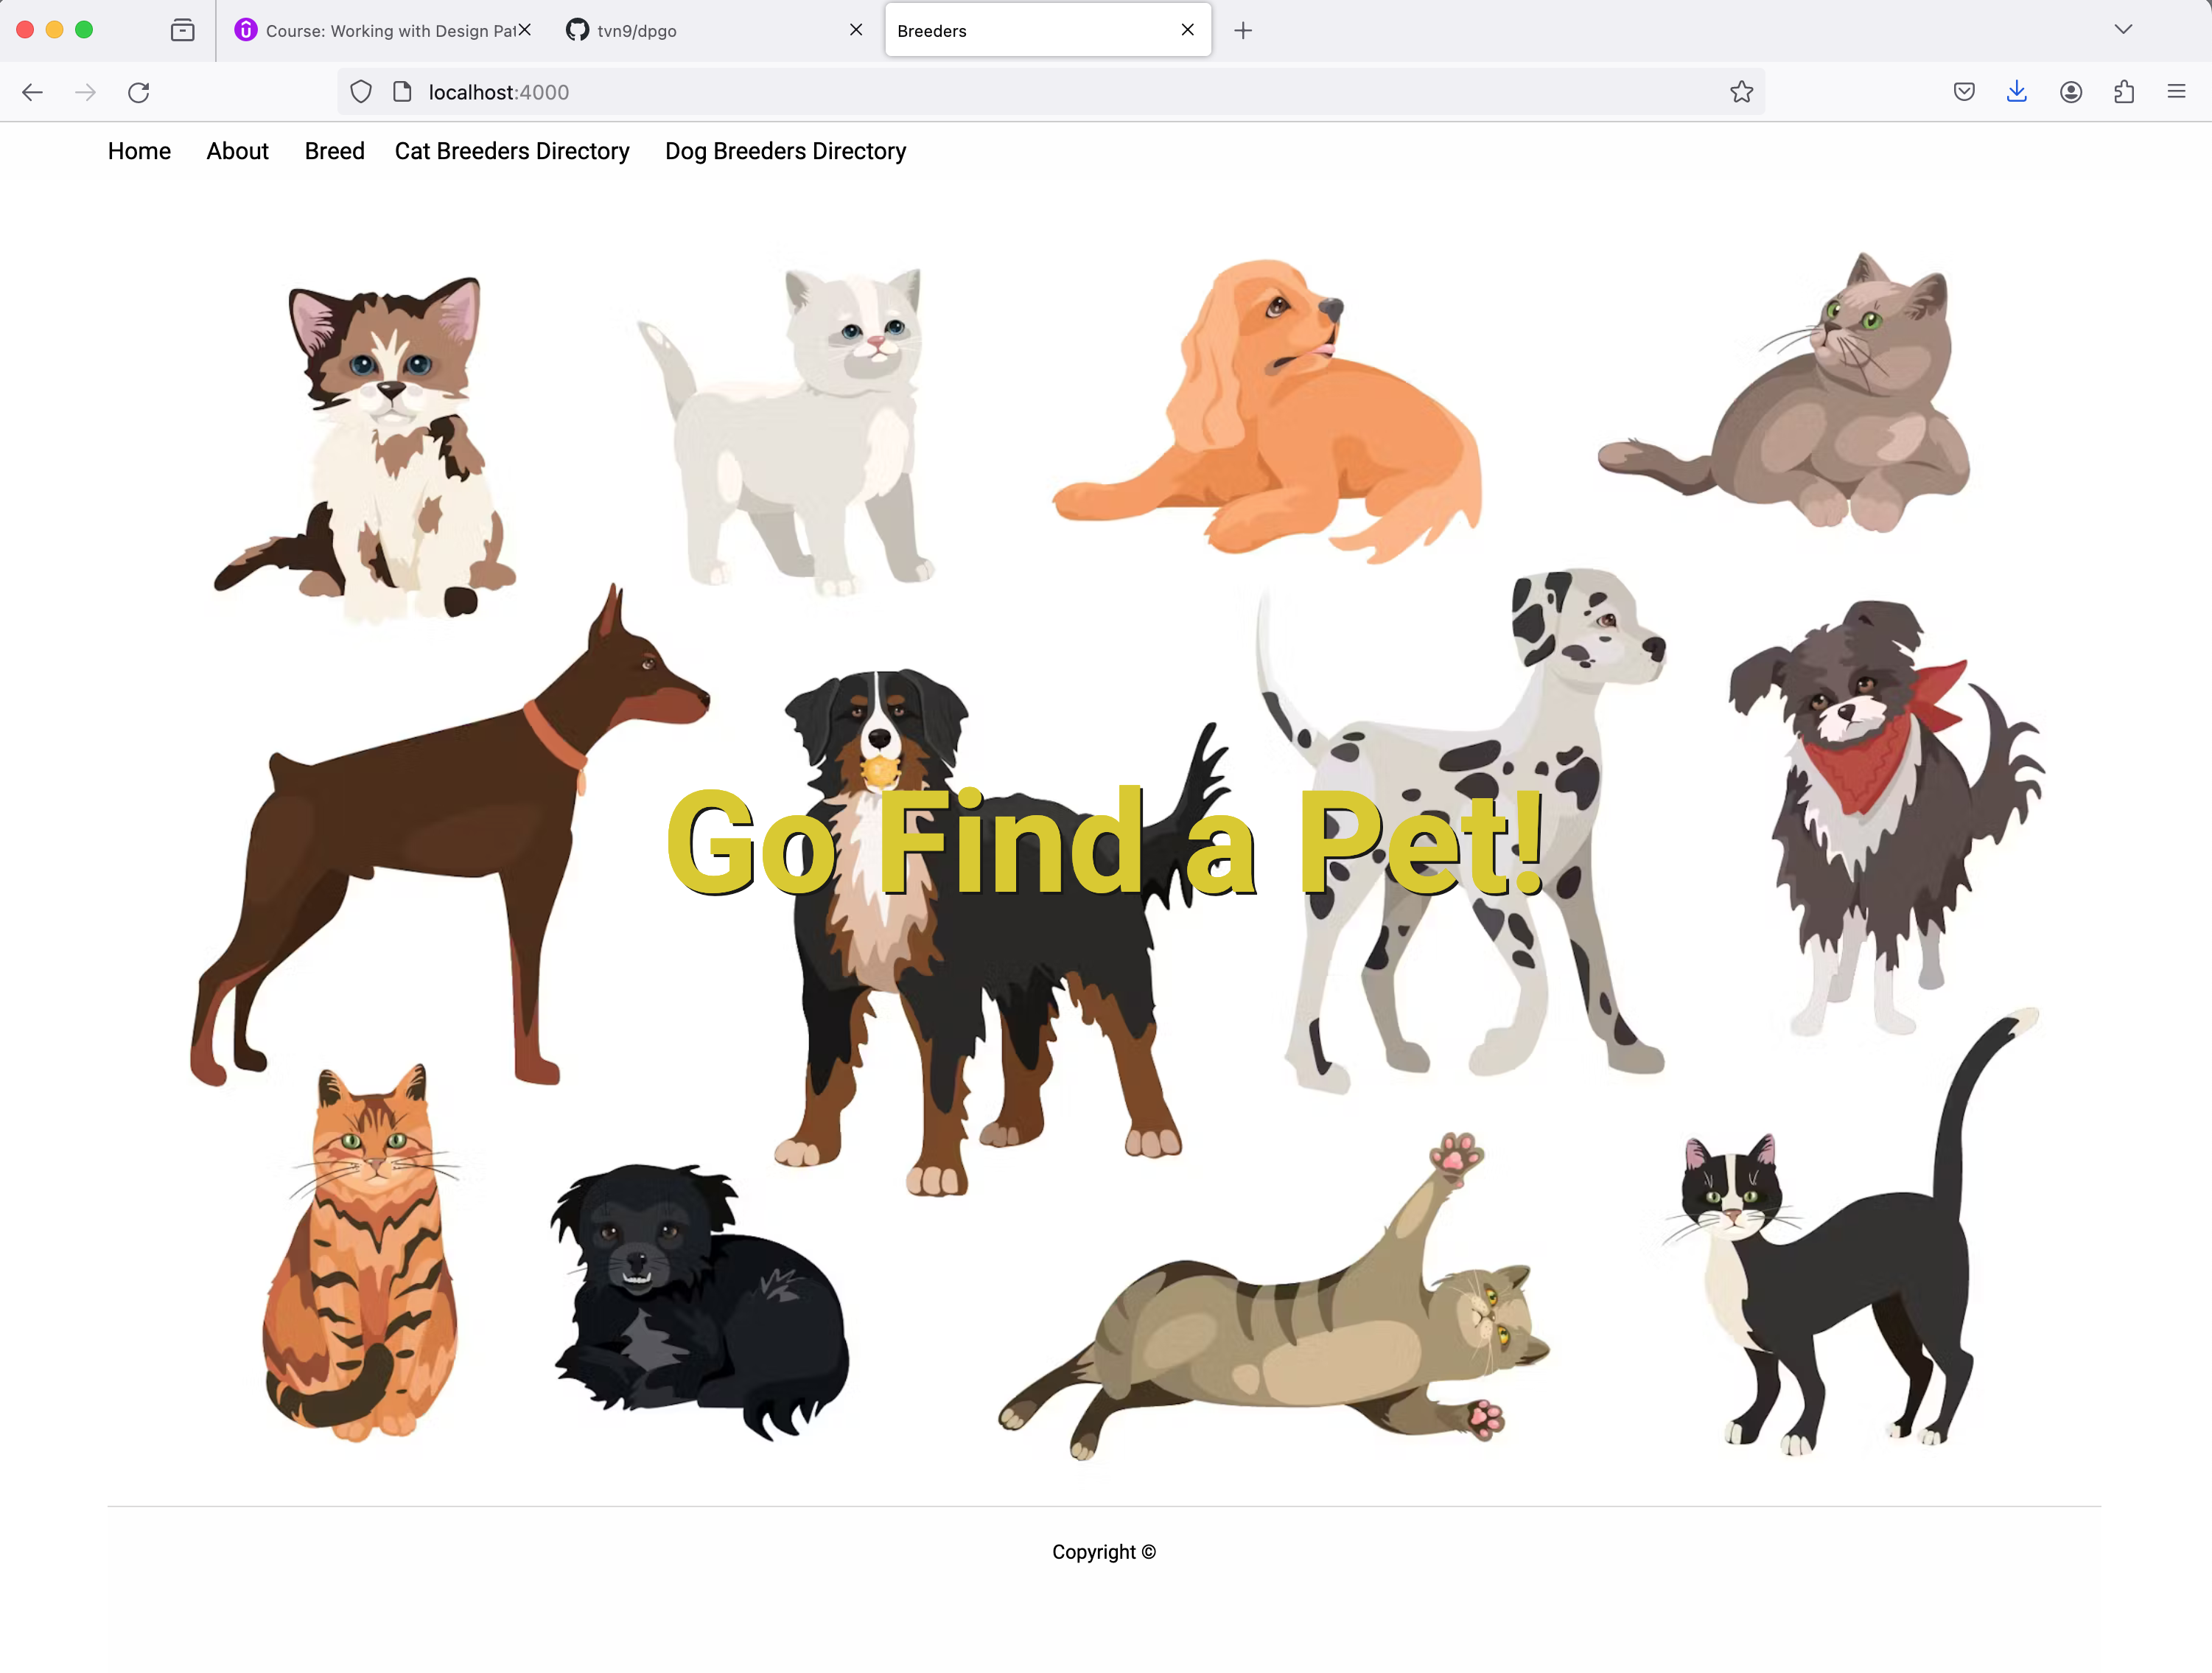 Course: Working with Design Pat
tvn9/dpgo
Breeders
localhost:4000
Home About Breed Cat Breeders Directory Dog Breeders Directory
Go Find a Pet!
Copyright ©